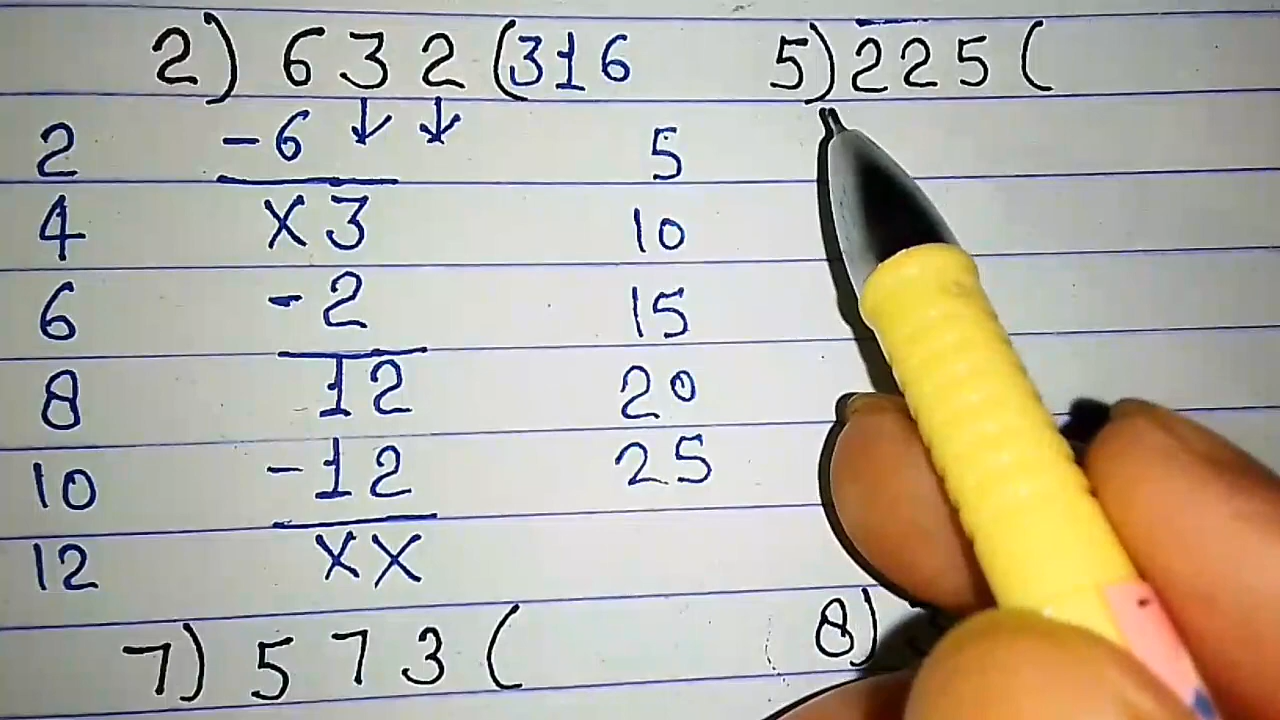 2) 632 (316 5) 225 (
2 -6 5
4 x3 10
6 -2 15
8 12 20
10 -12 25
12 xx
7) 573 ( 8)